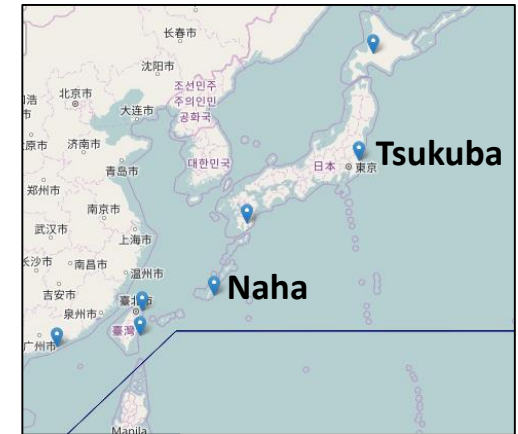 长春市
沈阳市
조선민주
주의인민
공화국
北京市
大连市
济南市
대한민국
日本
東京
Tsukuba
青岛市
郑州市
南京市
武汉市
上海市
长沙市
南昌市
温州市
Naha
吉安市
泉州市
臺北市
臺灣
广州市
Manila